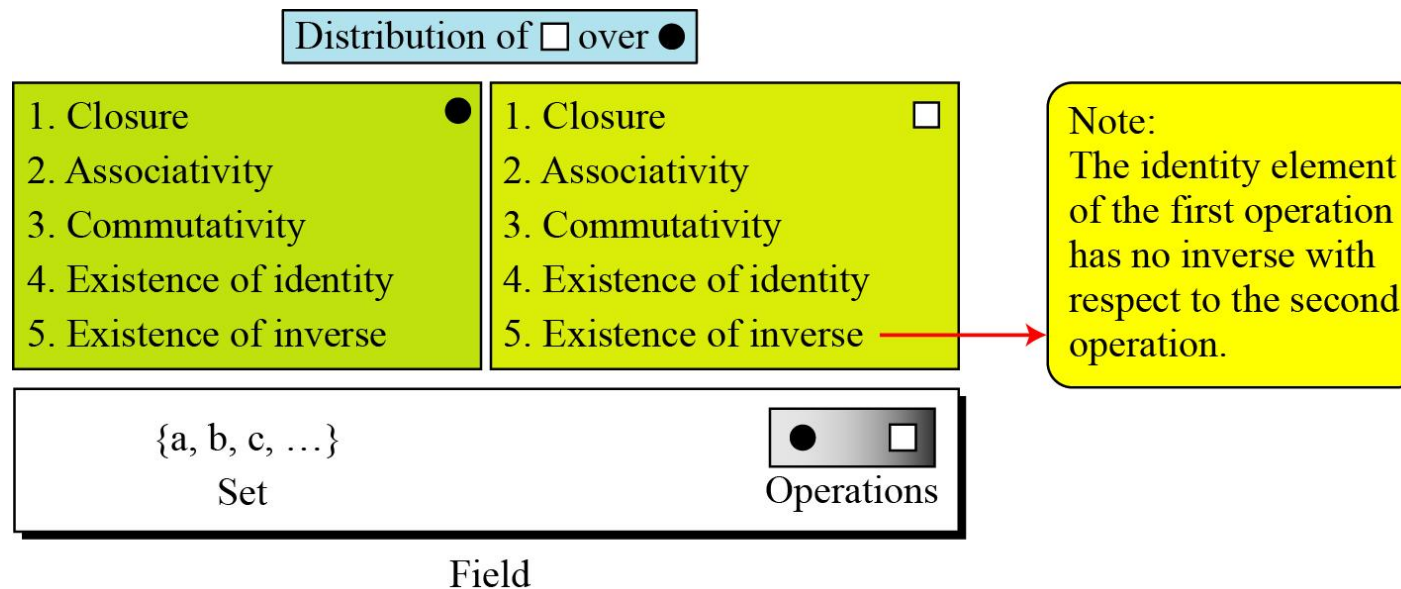 Distribution of □ over ●
1. Closure ●
2. Associativity
3. Commutativity
4. Existence of identity
5. Existence of inverse
1. Closure □
2. Associativity
3. Commutativity
4. Existence of identity
5. Existence of inverse
Note:
The identity element
of the first operation
has no inverse with
respect to the second
operation.
{a, b, c, …}
Set
● □
Operations
Field